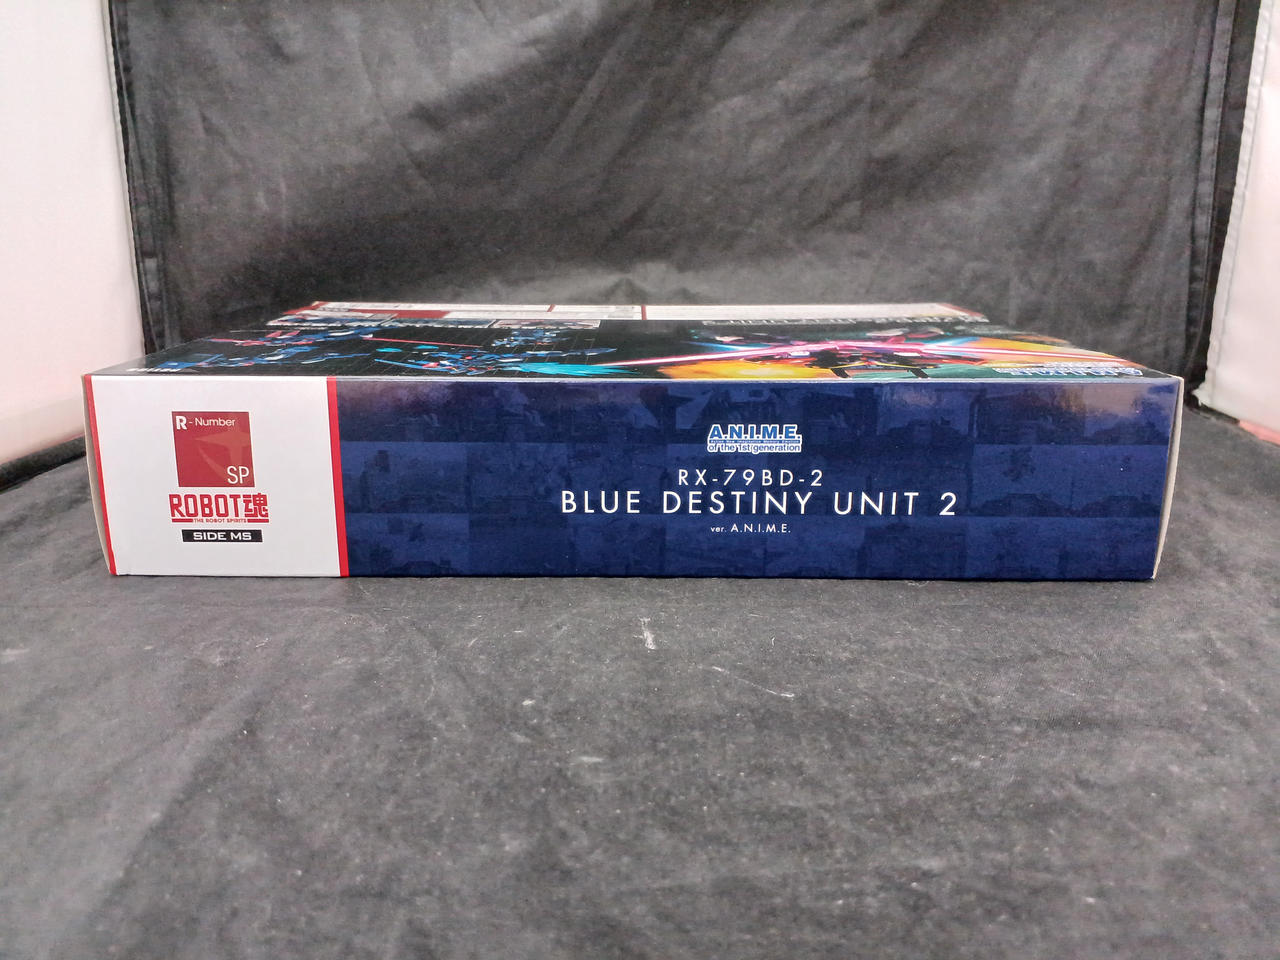 R - Number
SP
ROBOT魂
THE ROBOT SPIRITS
SIDE MS
A.N.I.M.E.
of the 1st generation
RX-79BD-2
BLUE DESTINY UNIT 2
ver. A.N.I.M.E.